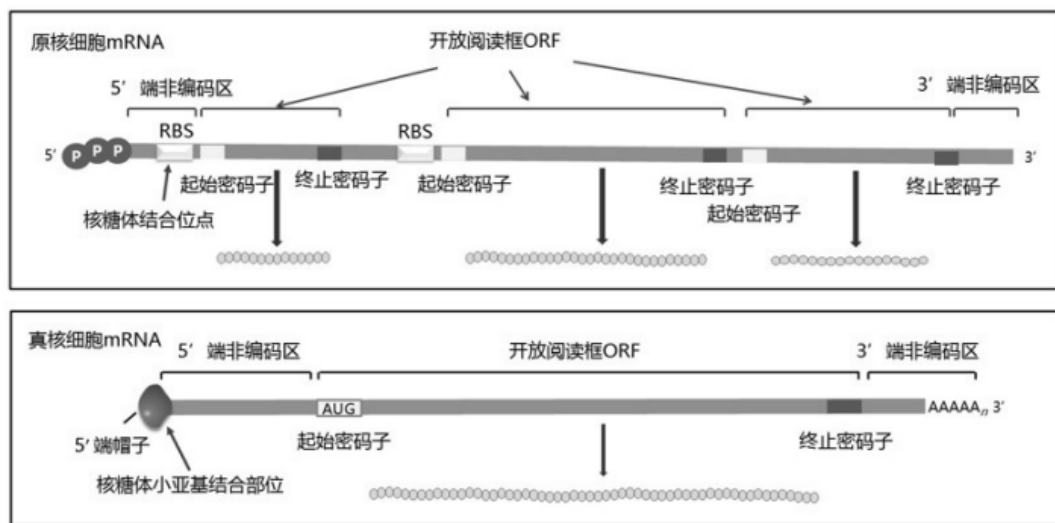 原核细胞mRNA
开放阅读框ORF
5′ 端非编码区
3′ 端非编码区
RBS
RBS
5′
P P P
3′
起始密码子
终止密码子
起始密码子
终止密码子
终止密码子
核糖体结合位点
起始密码子
真核细胞mRNA
5′ 端非编码区
开放阅读框ORF
3′ 端非编码区
AUG
AAAAAn 3′
5′ 端帽子
起始密码子
终止密码子
核糖体小亚基结合部位